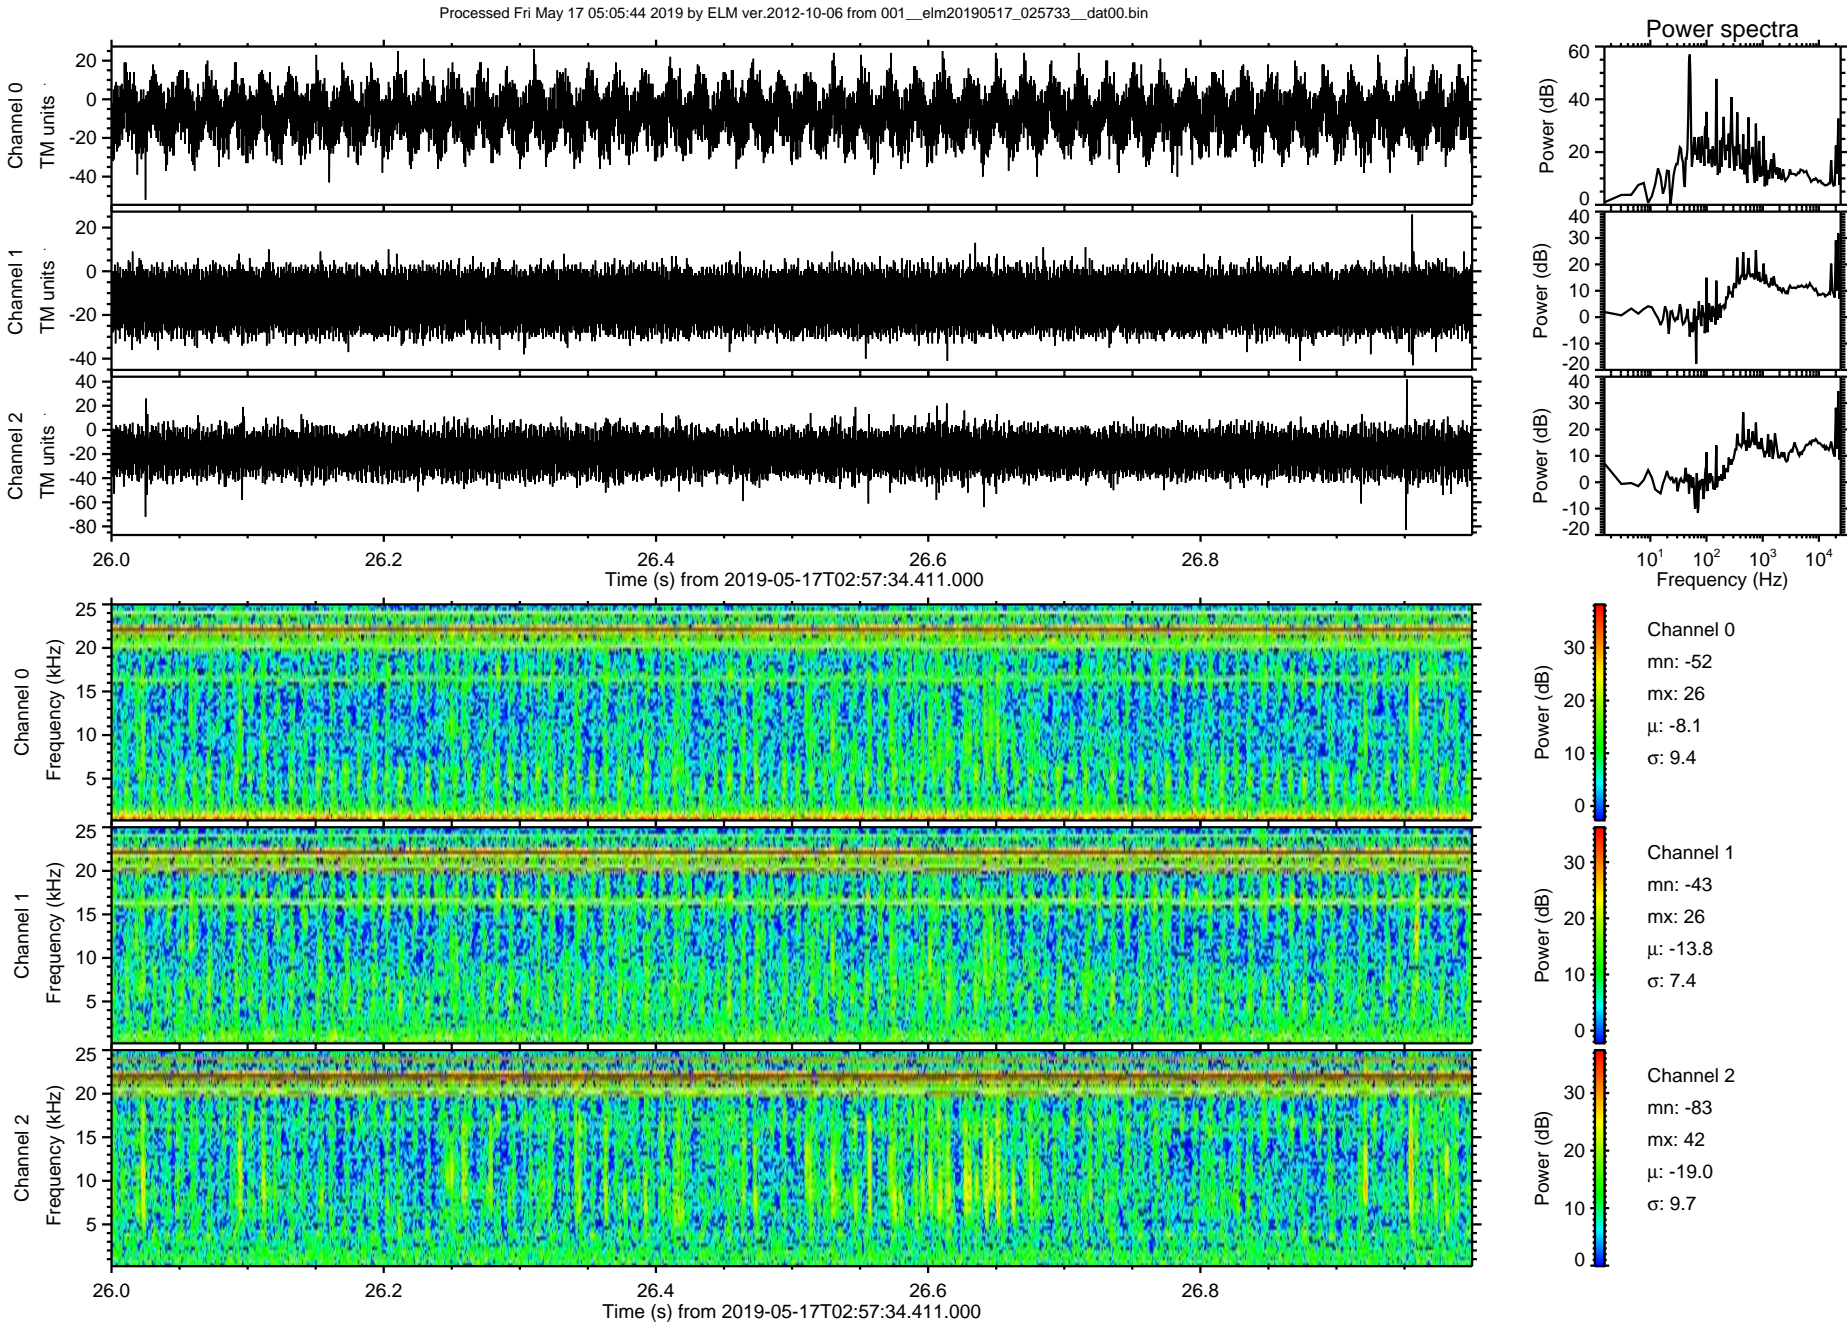 Processed Fri May 17 05:05:44 2019 by ELM ver.2012-10-06 from 001__elm20190517_025733__dat00.bin
Power spectra
Channel 0
TM units
20
0
-20
-40
Power (dB)
60
40
20
0
Channel 1
TM units
20
0
-20
-40
Power (dB)
40
30
20
10
0
-10
-20
Channel 2
TM units
40
20
0
-20
-40
-60
-80
Power (dB)
40
30
20
10
0
-10
-20
26.0 26.2 26.4 26.6 26.8
Time (s) from 2019-05-17T02:57:34.411.000
10^1 10^2 10^3 10^4
Frequency (Hz)
Channel 0
Frequency (kHz)
25
20
15
10
5
Power (dB)
30
20
10
0
Channel 0
mn: -52
mx: 26
μ: -8.1
σ: 9.4
Channel 1
Frequency (kHz)
25
20
15
10
5
Power (dB)
30
20
10
0
Channel 1
mn: -43
mx: 26
μ: -13.8
σ: 7.4
Channel 2
Frequency (kHz)
25
20
15
10
5
Power (dB)
30
20
10
0
Channel 2
mn: -83
mx: 42
μ: -19.0
σ: 9.7
26.0 26.2 26.4 26.6 26.8
Time (s) from 2019-05-17T02:57:34.411.000